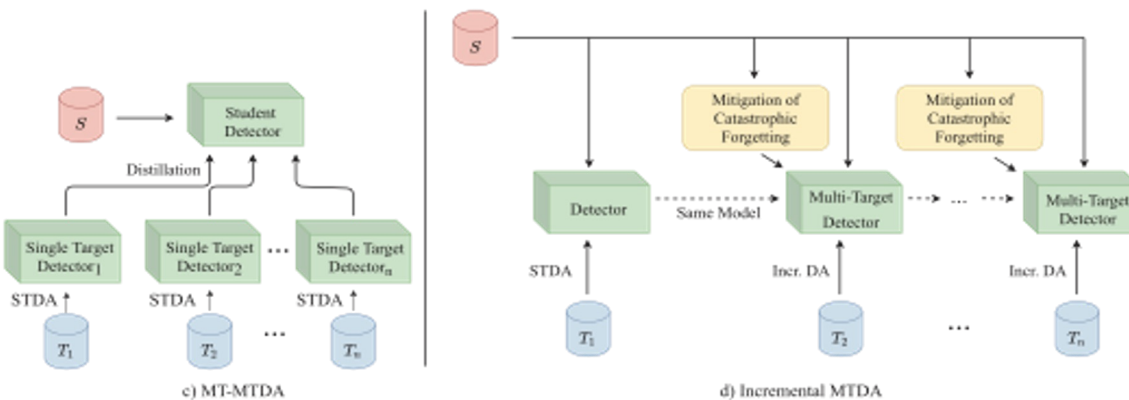 S
Student
Detector
Distillation
Single Target
Detector1
Single Target
Detector2
...
Single Target
Detectorn
STDA
STDA
STDA
T1
T2
...
Tn
c) MT-MTDA
S
Mitigation of
Catastrophic
Forgetting
Mitigation of
Catastrophic
Forgetting
Detector
Same Model
Multi-Target
Detector
...
Multi-Target
Detector
STDA
Incr. DA
Incr. DA
T1
T2
...
Tn
d) Incremental MTDA